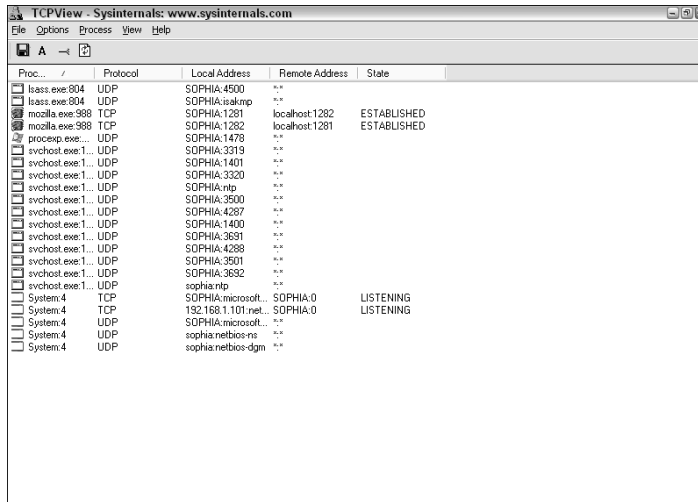 TCPView - Sysinternals: www.sysinternals.com
File Options Process View Help
A
Proc... / Protocol Local Address Remote Address State
lsass.exe:804 UDP SOPHIA:4500 *:*
lsass.exe:804 UDP SOPHIA:isakmp *:*
mozilla.exe:988 TCP SOPHIA:1281 localhost:1282 ESTABLISHED
mozilla.exe:988 TCP SOPHIA:1282 localhost:1281 ESTABLISHED
procexp.exe:... UDP SOPHIA:1478 *:*
svchost.exe:1... UDP SOPHIA:3319 *:*
svchost.exe:1... UDP SOPHIA:1401 *:*
svchost.exe:1... UDP SOPHIA:3320 *:*
svchost.exe:1... UDP SOPHIA:ntp *:*
svchost.exe:1... UDP SOPHIA:3500 *:*
svchost.exe:1... UDP SOPHIA:4287 *:*
svchost.exe:1... UDP SOPHIA:1400 *:*
svchost.exe:1... UDP SOPHIA:3691 *:*
svchost.exe:1... UDP SOPHIA:4288 *:*
svchost.exe:1... UDP SOPHIA:3501 *:*
svchost.exe:1... UDP SOPHIA:3692 *:*
svchost.exe:1... UDP sophia:ntp *:*
System:4 TCP SOPHIA:microsoft... SOPHIA:0 LISTENING
System:4 TCP 192.168.1.101:net... SOPHIA:0 LISTENING
System:4 UDP SOPHIA:microsoft... *:*
System:4 UDP sophia:netbios-ns *:*
System:4 UDP sophia:netbios-dgm *:*